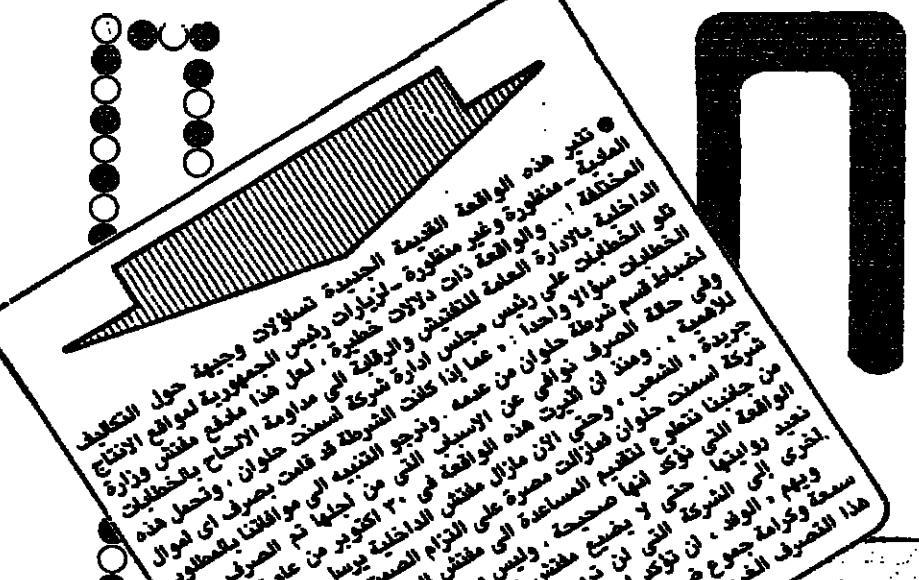 ● تثير هذه الواقعة القديمة الجديدة تساؤلات وجيهة حول التكاليف
المادية - منظورة وغير منظورة - لزيارات رئيس الجمهورية لمواقع الانتاج
المختلفة ! .. والواقعة ذات دلالات خطيرة . لعل هذا مادفع مفتش وزارة
الداخلية بالادارة العامة للتفتيش والرقابة الى مداومة الالحاح بالخطابات
تلو الخطابات على رئيس مجلس ادارة شركة اسمنت حلوان ، وتحمل هذه
الخطابات سؤالا واحدا : ، عما إذا كانت الشرطة قد قامت بصرف اى اموال
لضباط قسم شرطة حلوان من عدمه . ونرجو التنبيه الى موافاتنا بالمطلوب
وفى حالة الصرف نوافى عن الاسباب التى من اجلها تم الصرف
للاهمية ، . ومنذ ان اثيرت هذه الواقعة فى ٣٠ اكتوبر من عام
جريدة ، الشعب ، وحتى الان مازال مفتش الداخلية
شركة اسمنت حلوان فمازالت مصرة على التزام
من جانبنا نتطوع لتقديم المساعدة الى مفتش
الواقعة التى نؤكد انها صحيحة ، وليس
نعيد روايتها . حتى لا يضيع مفتش
اخرى الى الشركة التى لن
ويهم ، الوفد ، ان تؤكد
سمعة وكرامة جموع
هذا التصرف